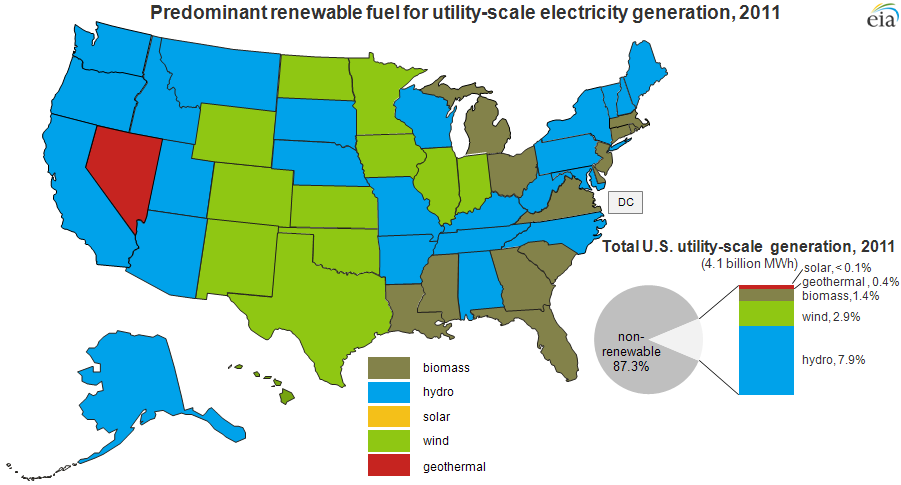 Predominant renewable fuel for utility-scale electricity generation, 2011
eia
DC
Total U.S. utility-scale generation, 2011
(4.1 billion MWh)
solar, < 0.1%
geothermal, 0.4%
biomass, 1.4%
wind, 2.9%
hydro, 7.9%
non-
renewable
87.3%
biomass
hydro
solar
wind
geothermal